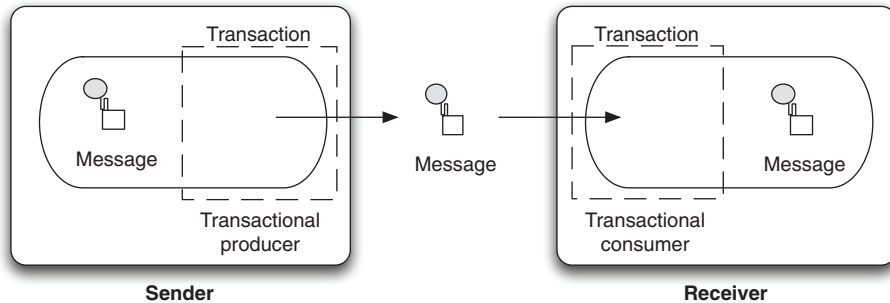 Transaction
Message
Transactional
producer
Sender
Message
Transaction
Message
Transactional
consumer
Receiver